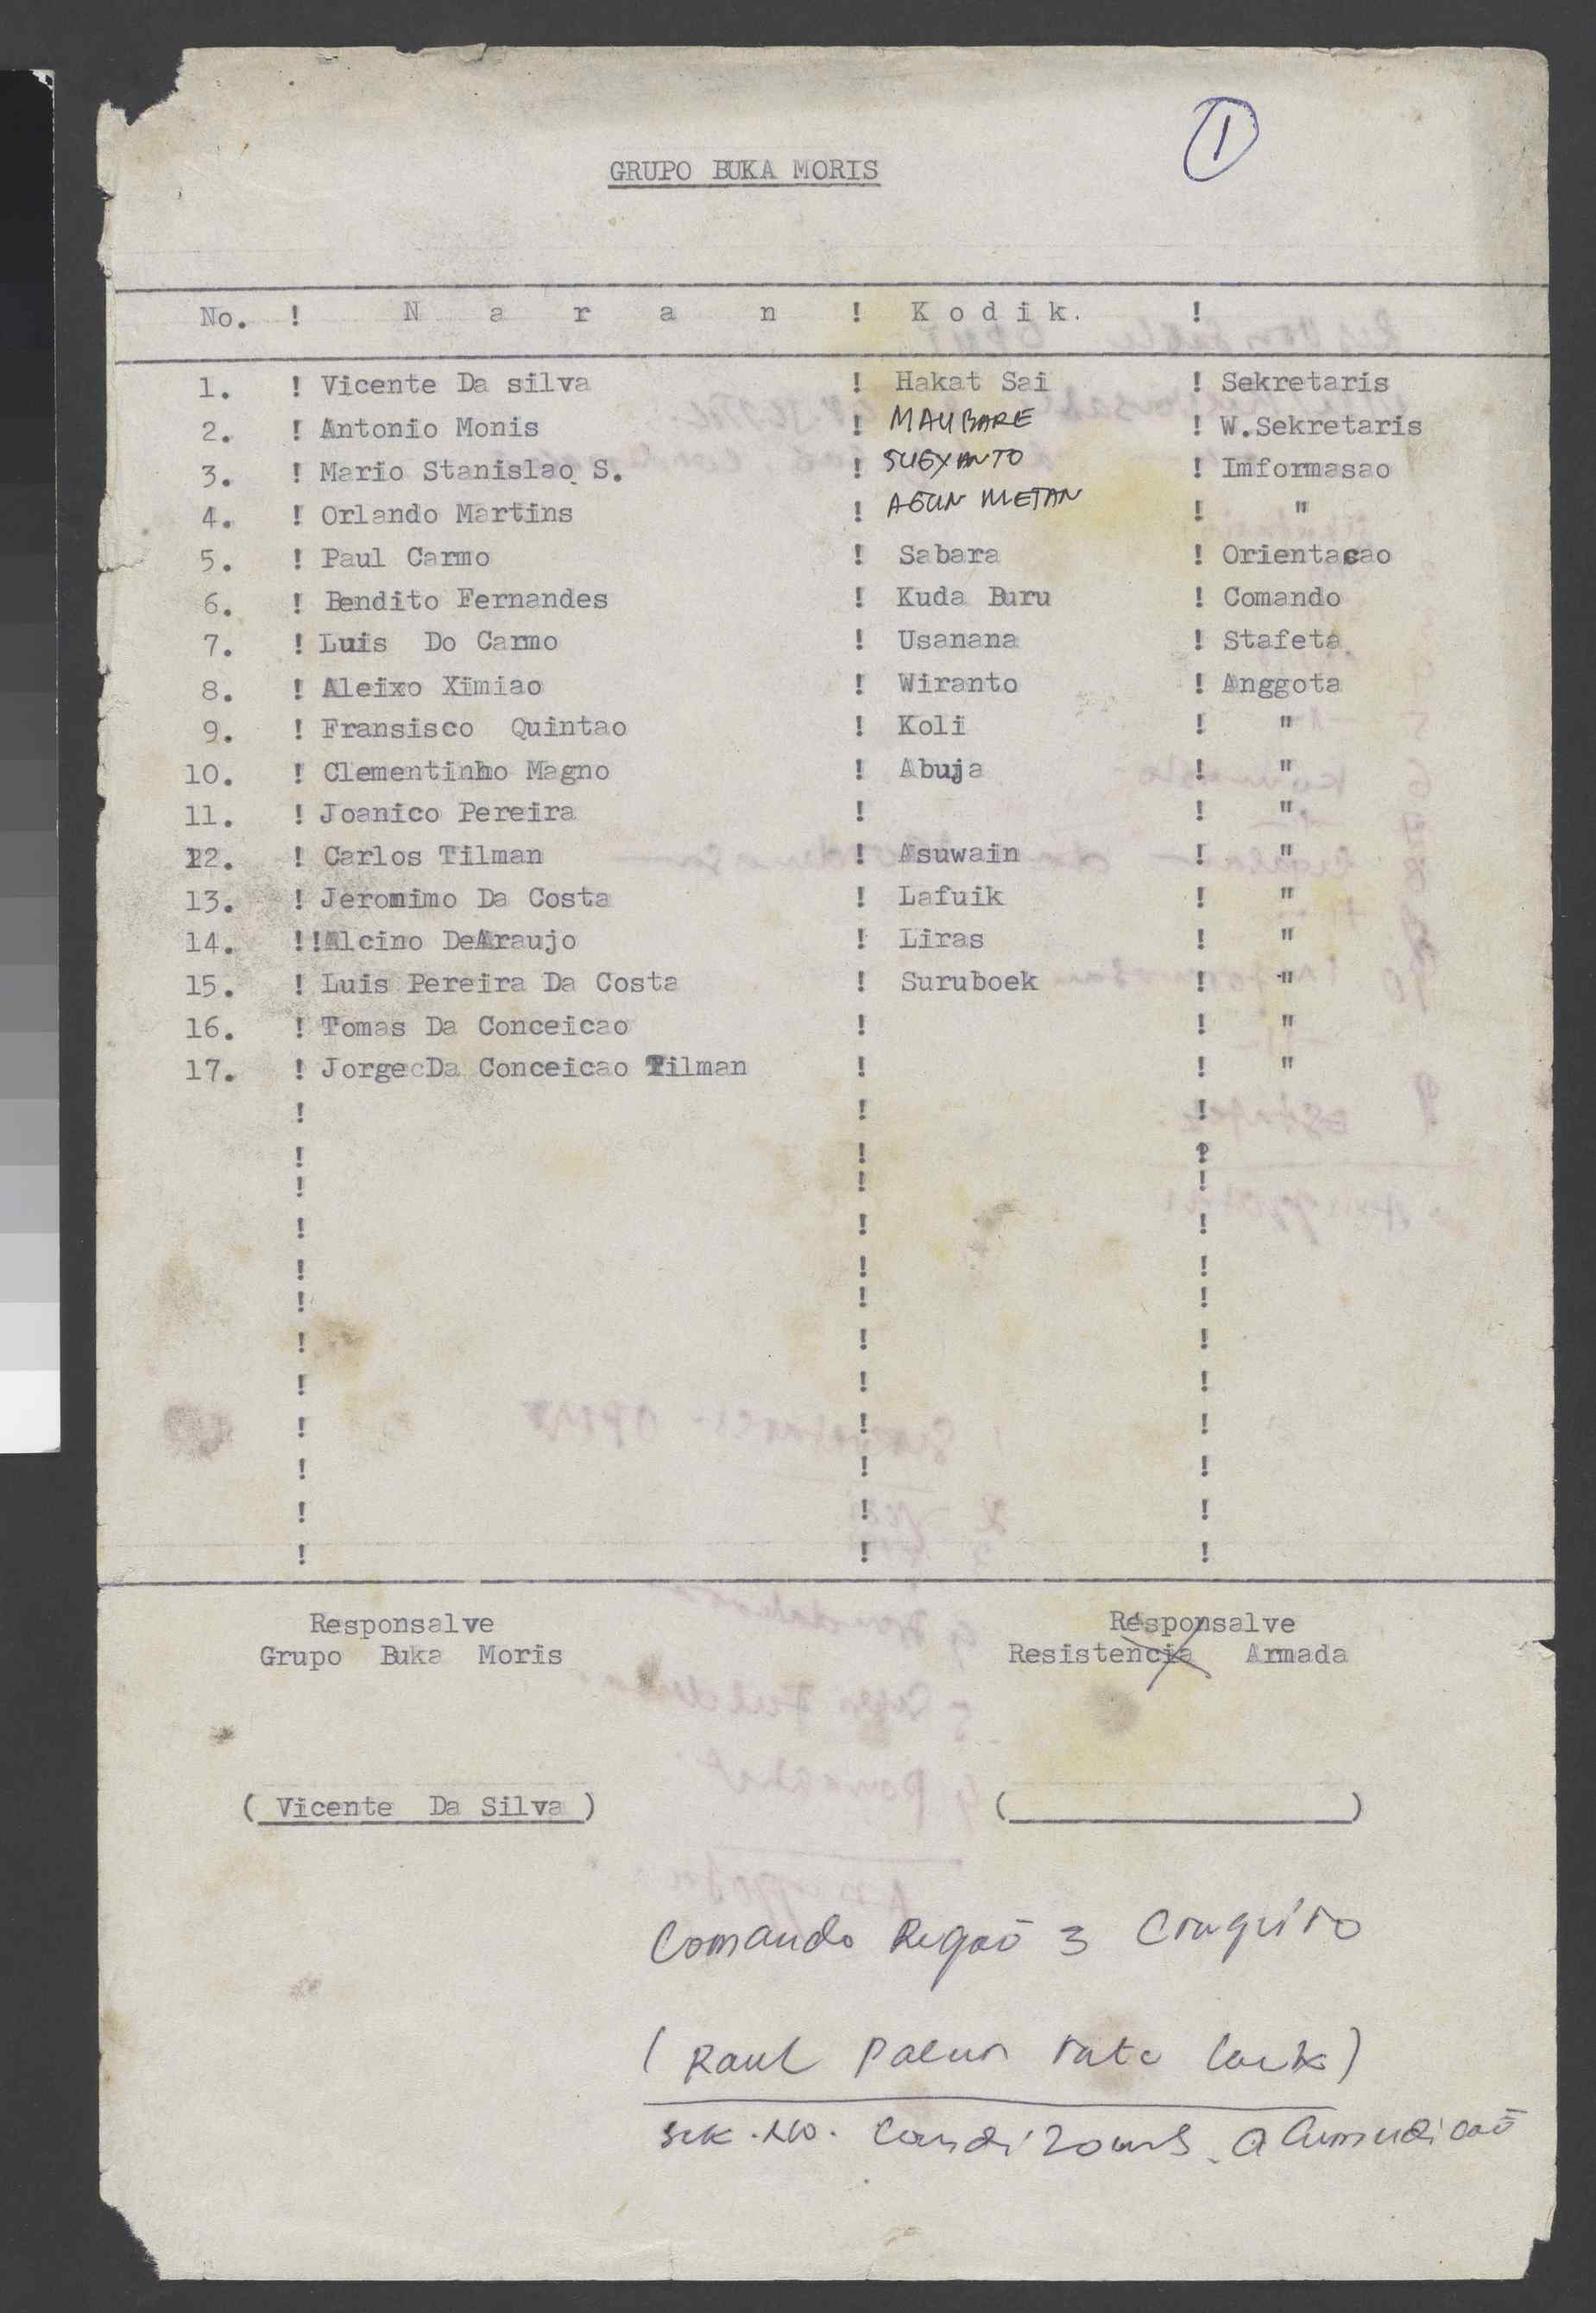 1
GRUPO BUKA MORIS
No. ! N a r a n ! K o d i k. !
1. ! Vicente Da silva ! Hakat Sai ! Sekretaris
2. ! Antonio Monis ! MAUBARE ! W.Sekretaris
3. ! Mario Stanislao S. ! SUGYANTO ! Imformasao
4. ! Orlando Martins ! AGUN METAN ! "
5. ! Paul Carmo ! Sabara ! Orientacao
6. ! Bendito Fernandes ! Kuda Buru ! Comando
7. ! Luis Do Carmo ! Usanana ! Stafeta
8. ! Aleixo Ximiao ! Wiranto ! Anggota
9. ! Fransisco Quintao ! Koli ! "
10. ! Clementinho Magno ! Abuja ! "
11. ! Joanico Pereira ! ! "
12. ! Carlos Tilman ! Asuwain ! "
13. ! Jeronimo Da Costa ! Lafuik ! "
14. !!Alcino DeAraujo ! Liras ! "
15. ! Luis Pereira Da Costa ! Suruboek ! "
16. ! Tomas Da Conceicao ! ! "
17. ! JorgecDa Conceicao Tilman ! ! "
Responsalve Responsalve
Grupo Buka Moris Resistencia Armada
( Vicente Da Silva ) ( )
Comando Regaõ 3
( Raul )
sek.